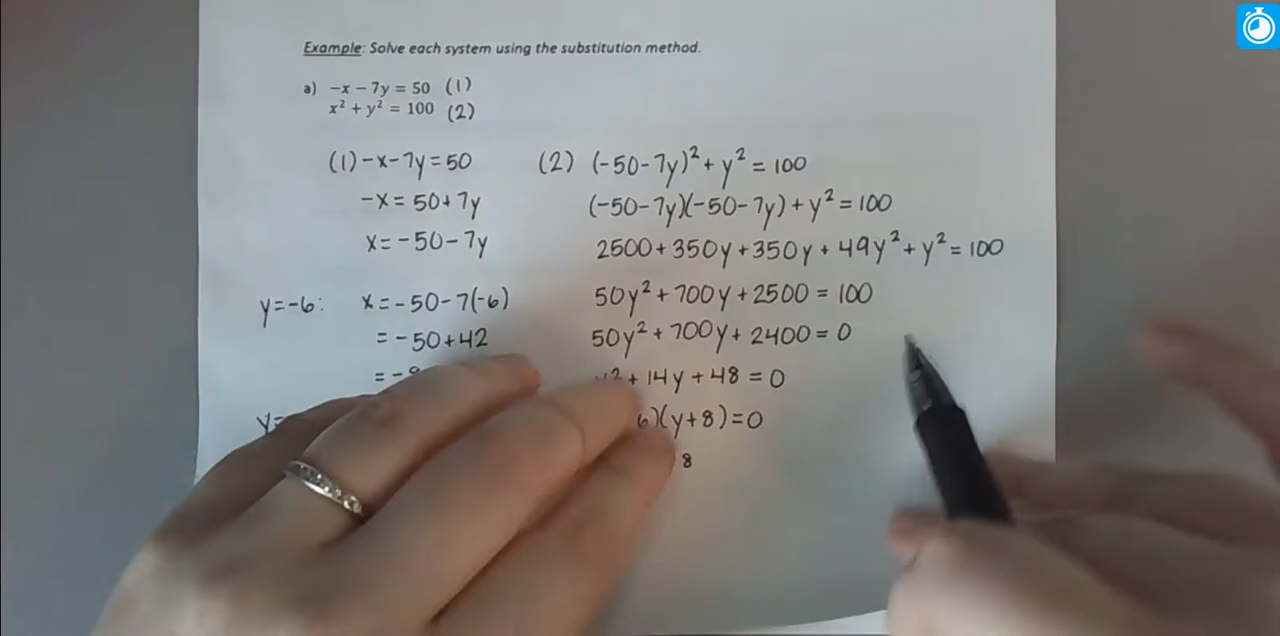 Example: Solve each system using the substitution method.
a) -x - 7y = 50 (1)
x² + y² = 100 (2)
(1) -x-7y=50
-x = 50+7y
x= -50-7y
y=-6: x=-50-7(-6)
= -50+42
= -8
y=
(2) (-50-7y)² + y² = 100
(-50-7y)(-50-7y) + y² = 100
2500+350y+350y+49y²+y²=100
50y²+700y+2500=100
50y²+700y+2400=0
y²+14y+48=0
6)(y+8)=0
8